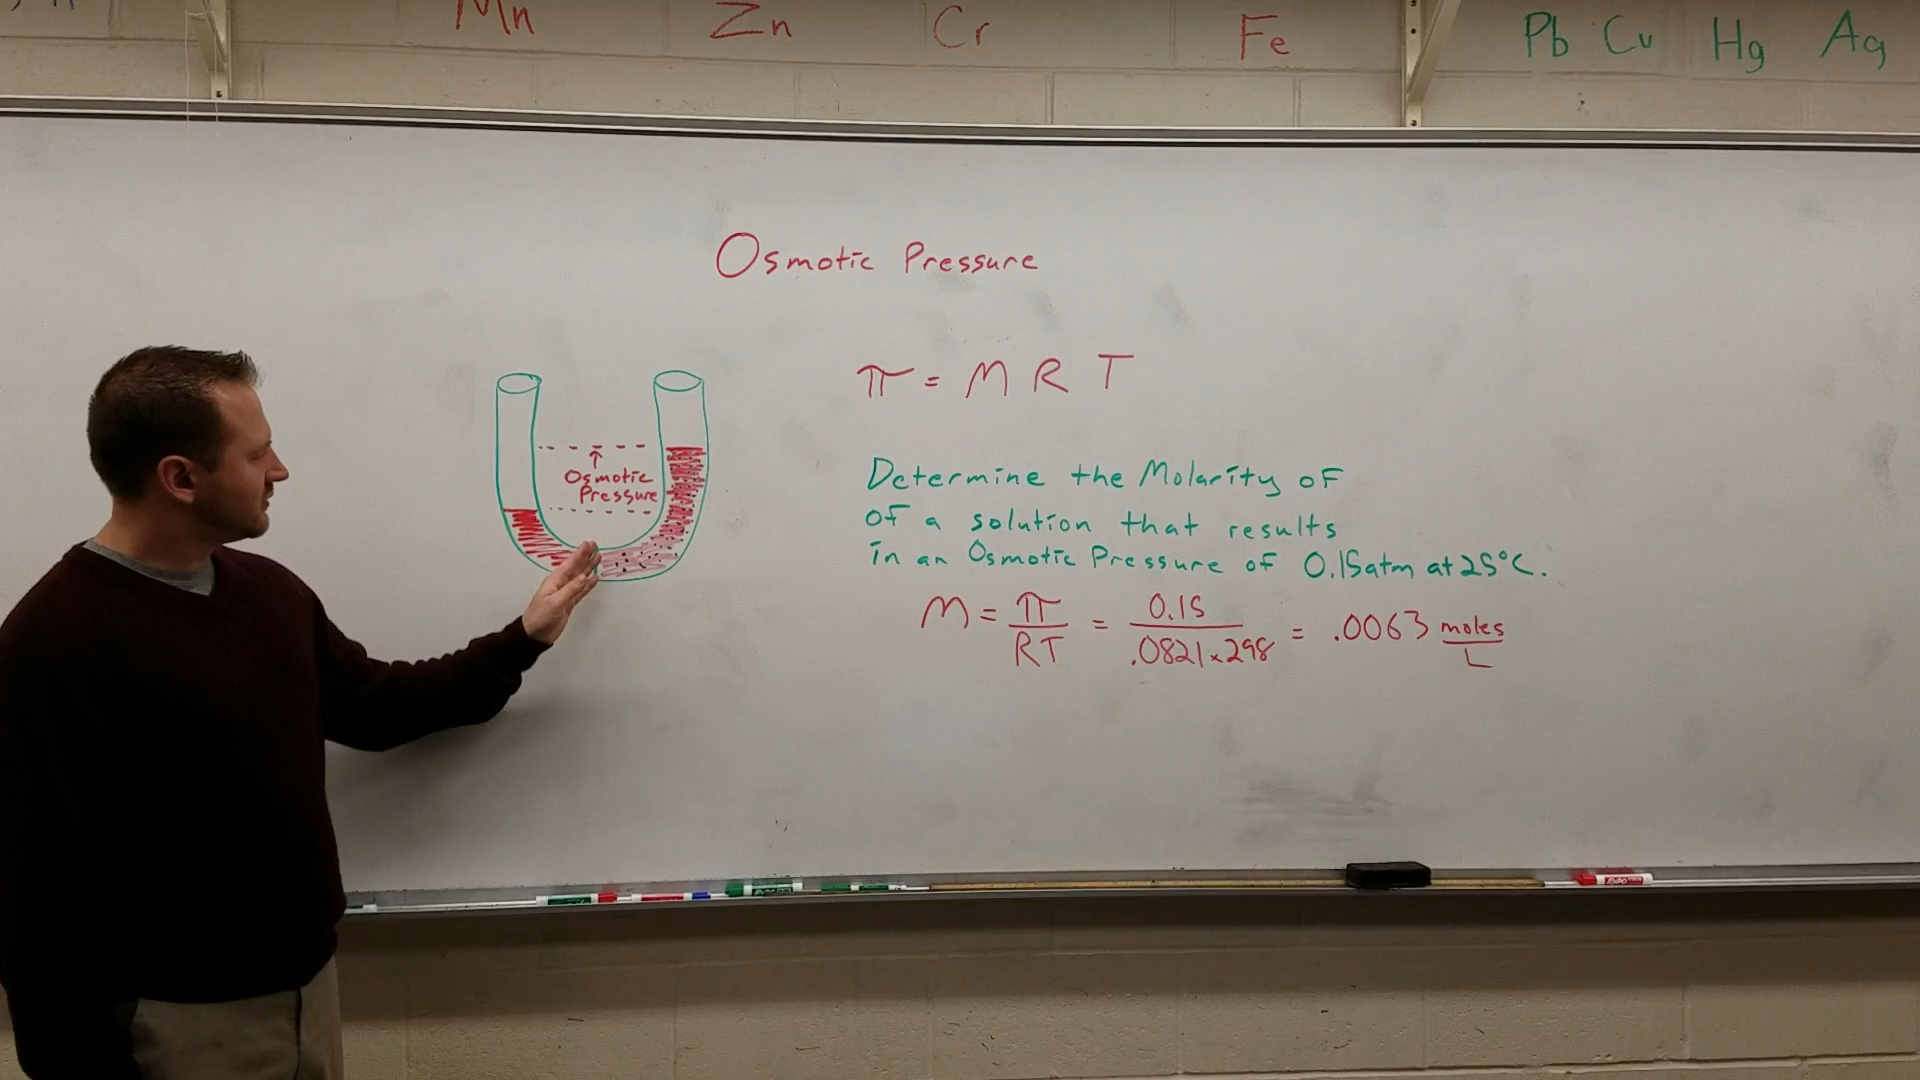 Mn Zn Cr Fe Pb Cu Hg Ag
Osmotic Pressure
π = M R T
Osmotic
Pressure
Determine the Molarity of
of a solution that results
in an Osmotic Pressure of 0.15atm at 25°C.
M = π/RT = 0.15/.0821×298 = .0063 moles/L